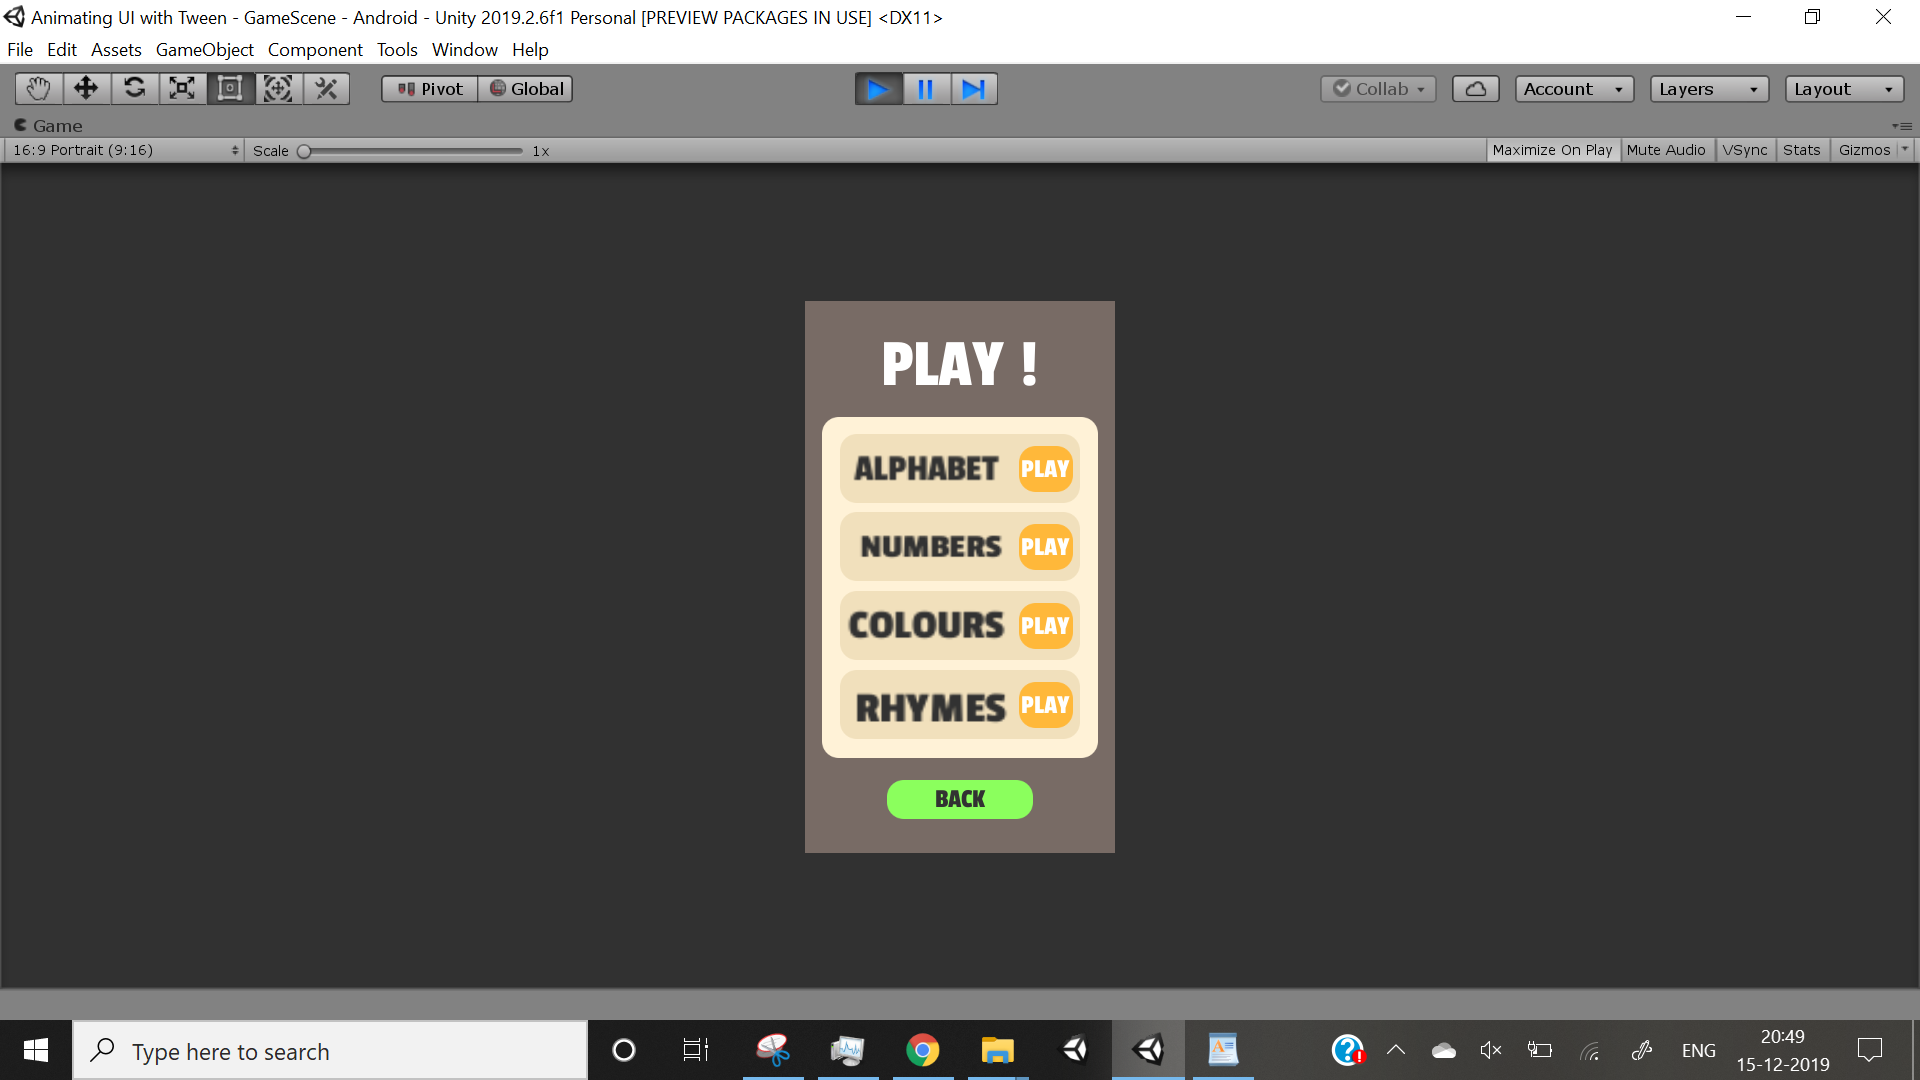 Animating UI with Tween - GameScene - Android - Unity 2019.2.6f1 Personal [PREVIEW PACKAGES IN USE] <DX11>
File Edit Assets GameObject Component Tools Window Help
Pivot Global Collab Account Layers Layout
Game
16:9 Portrait (9:16) Scale 1x Maximize On Play Mute Audio VSync Stats Gizmos
PLAY !
ALPHABET PLAY
NUMBERS PLAY
COLOURS PLAY
RHYMES PLAY
BACK
Type here to search
ENG
20:49
15-12-2019